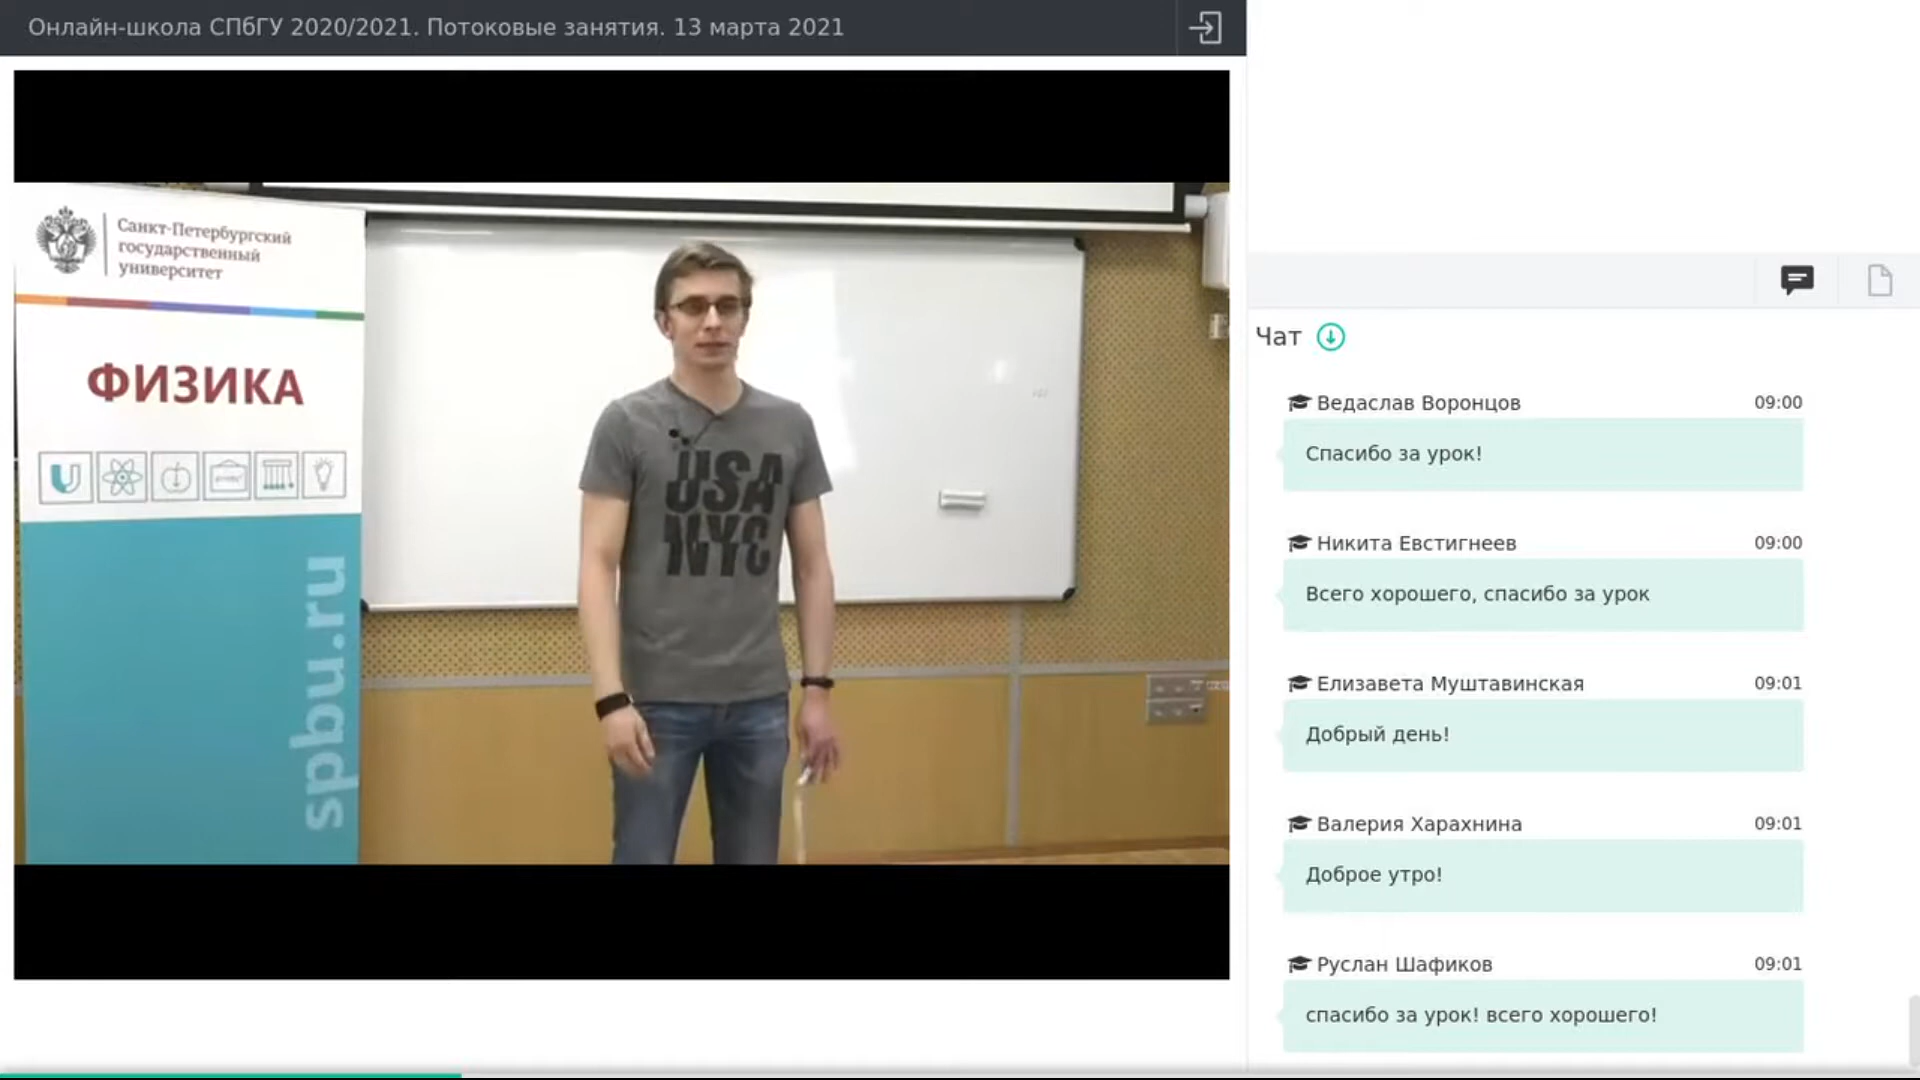 Онлайн-школа СПбГУ 2020/2021. Потоковые занятия. 13 марта 2021
Санкт-Петербургский
государственный
университет
ФИЗИКА
spbu.ru
USA
NYC
Чат
Ведаслав Воронцов 09:00
Спасибо за урок!
Никита Евстигнеев 09:00
Всего хорошего, спасибо за урок
Елизавета Муштавинская 09:01
Добрый день!
Валерия Харахнина 09:01
Доброе утро!
Руслан Шафиков 09:01
спасибо за урок! всего хорошего!